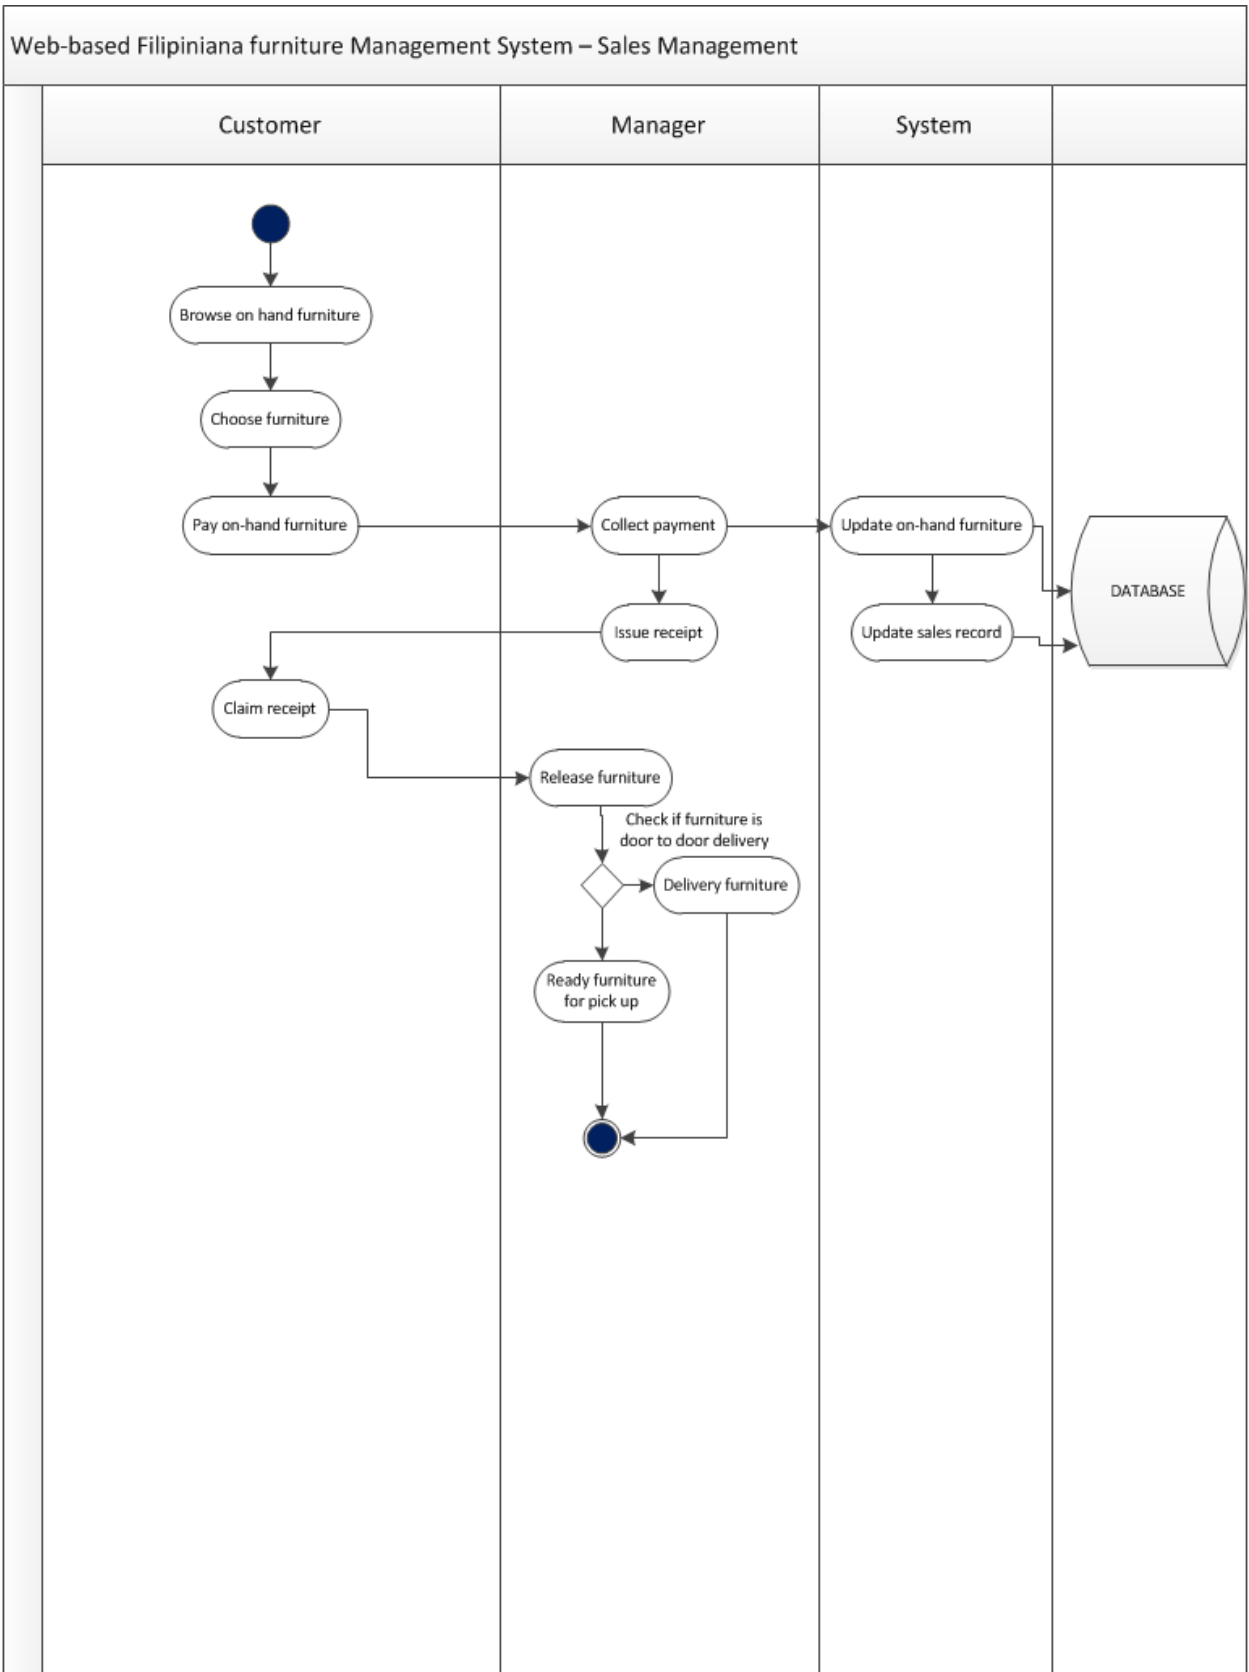 Web-based Filipiniana furniture Management System – Sales Management
Customer
Manager
System
Browse on hand furniture
Choose furniture
Pay on-hand furniture
Collect payment
Update on-hand furniture
DATABASE
Issue receipt
Update sales record
Claim receipt
Release furniture
Check if furniture is
door to door delivery
Delivery furniture
Ready furniture
for pick up